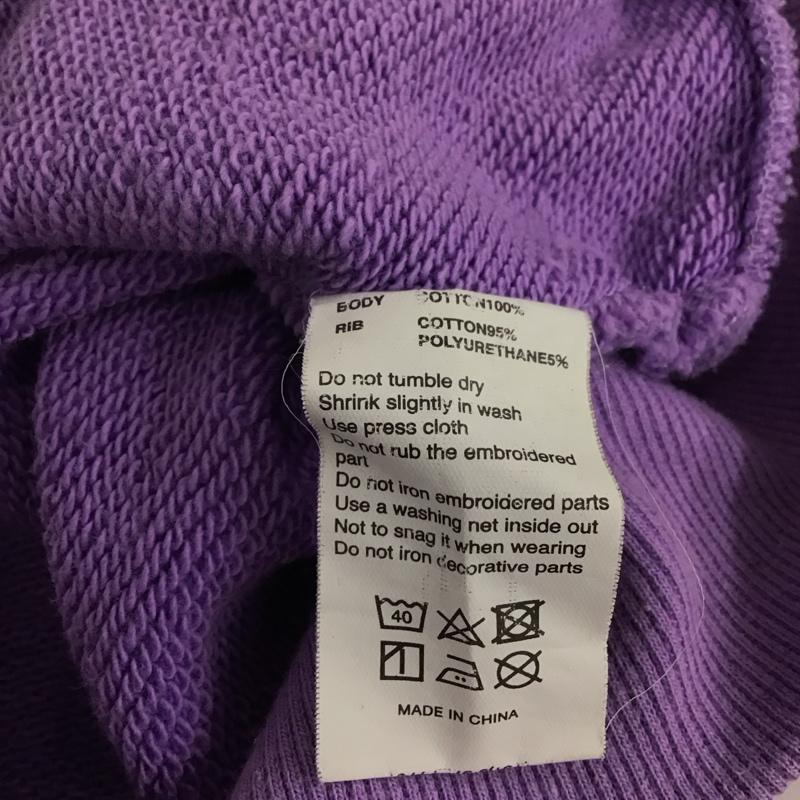 BODY COTTON100%
RIB COTTON95%
POLYURETHANE5%
Do not tumble dry
Shrink slightly in wash
Use press cloth
Do not rub the embroidered
part
Do not iron embroidered parts
Use a washing net inside out
Not to snag it when wearing
Do not iron decorative parts
40
MADE IN CHINA